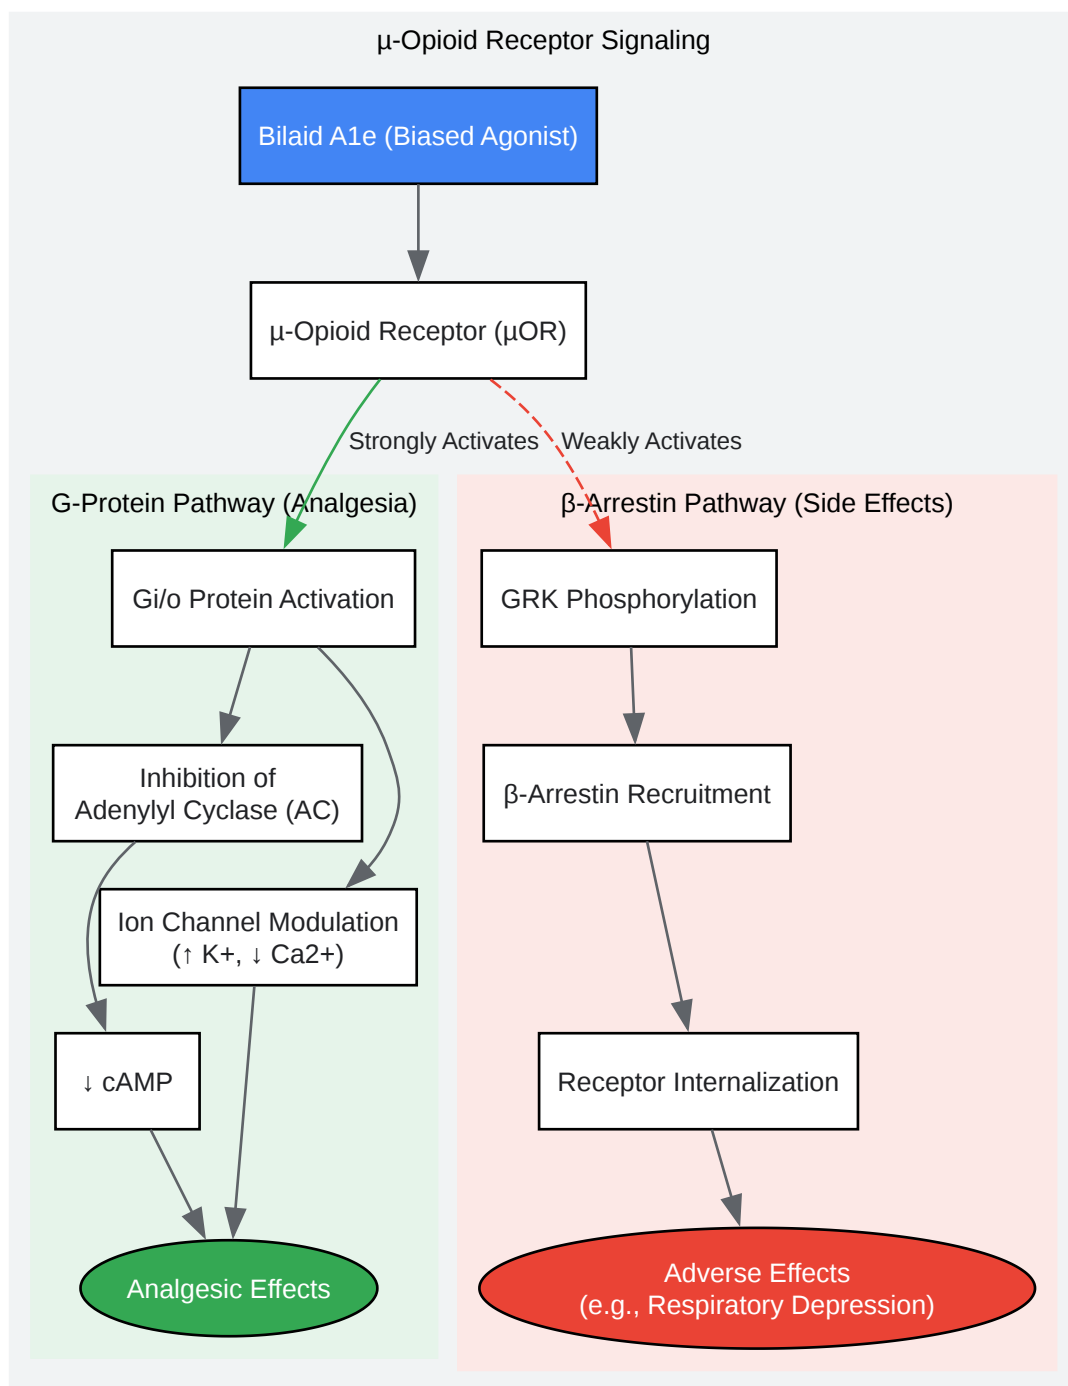 µ-Opioid Receptor Signaling
Bilaid A1e (Biased Agonist)
µ-Opioid Receptor (µOR)
Strongly Activates
Weakly Activates
G-Protein Pathway (Analgesia)
β-Arrestin Pathway (Side Effects)
Gi/o Protein Activation
GRK Phosphorylation
Inhibition of
Adenylyl Cyclase (AC)
β-Arrestin Recruitment
Ion Channel Modulation
(↑ K+, ↓ Ca2+)
↓ cAMP
Receptor Internalization
Analgesic Effects
Adverse Effects
(e.g., Respiratory Depression)